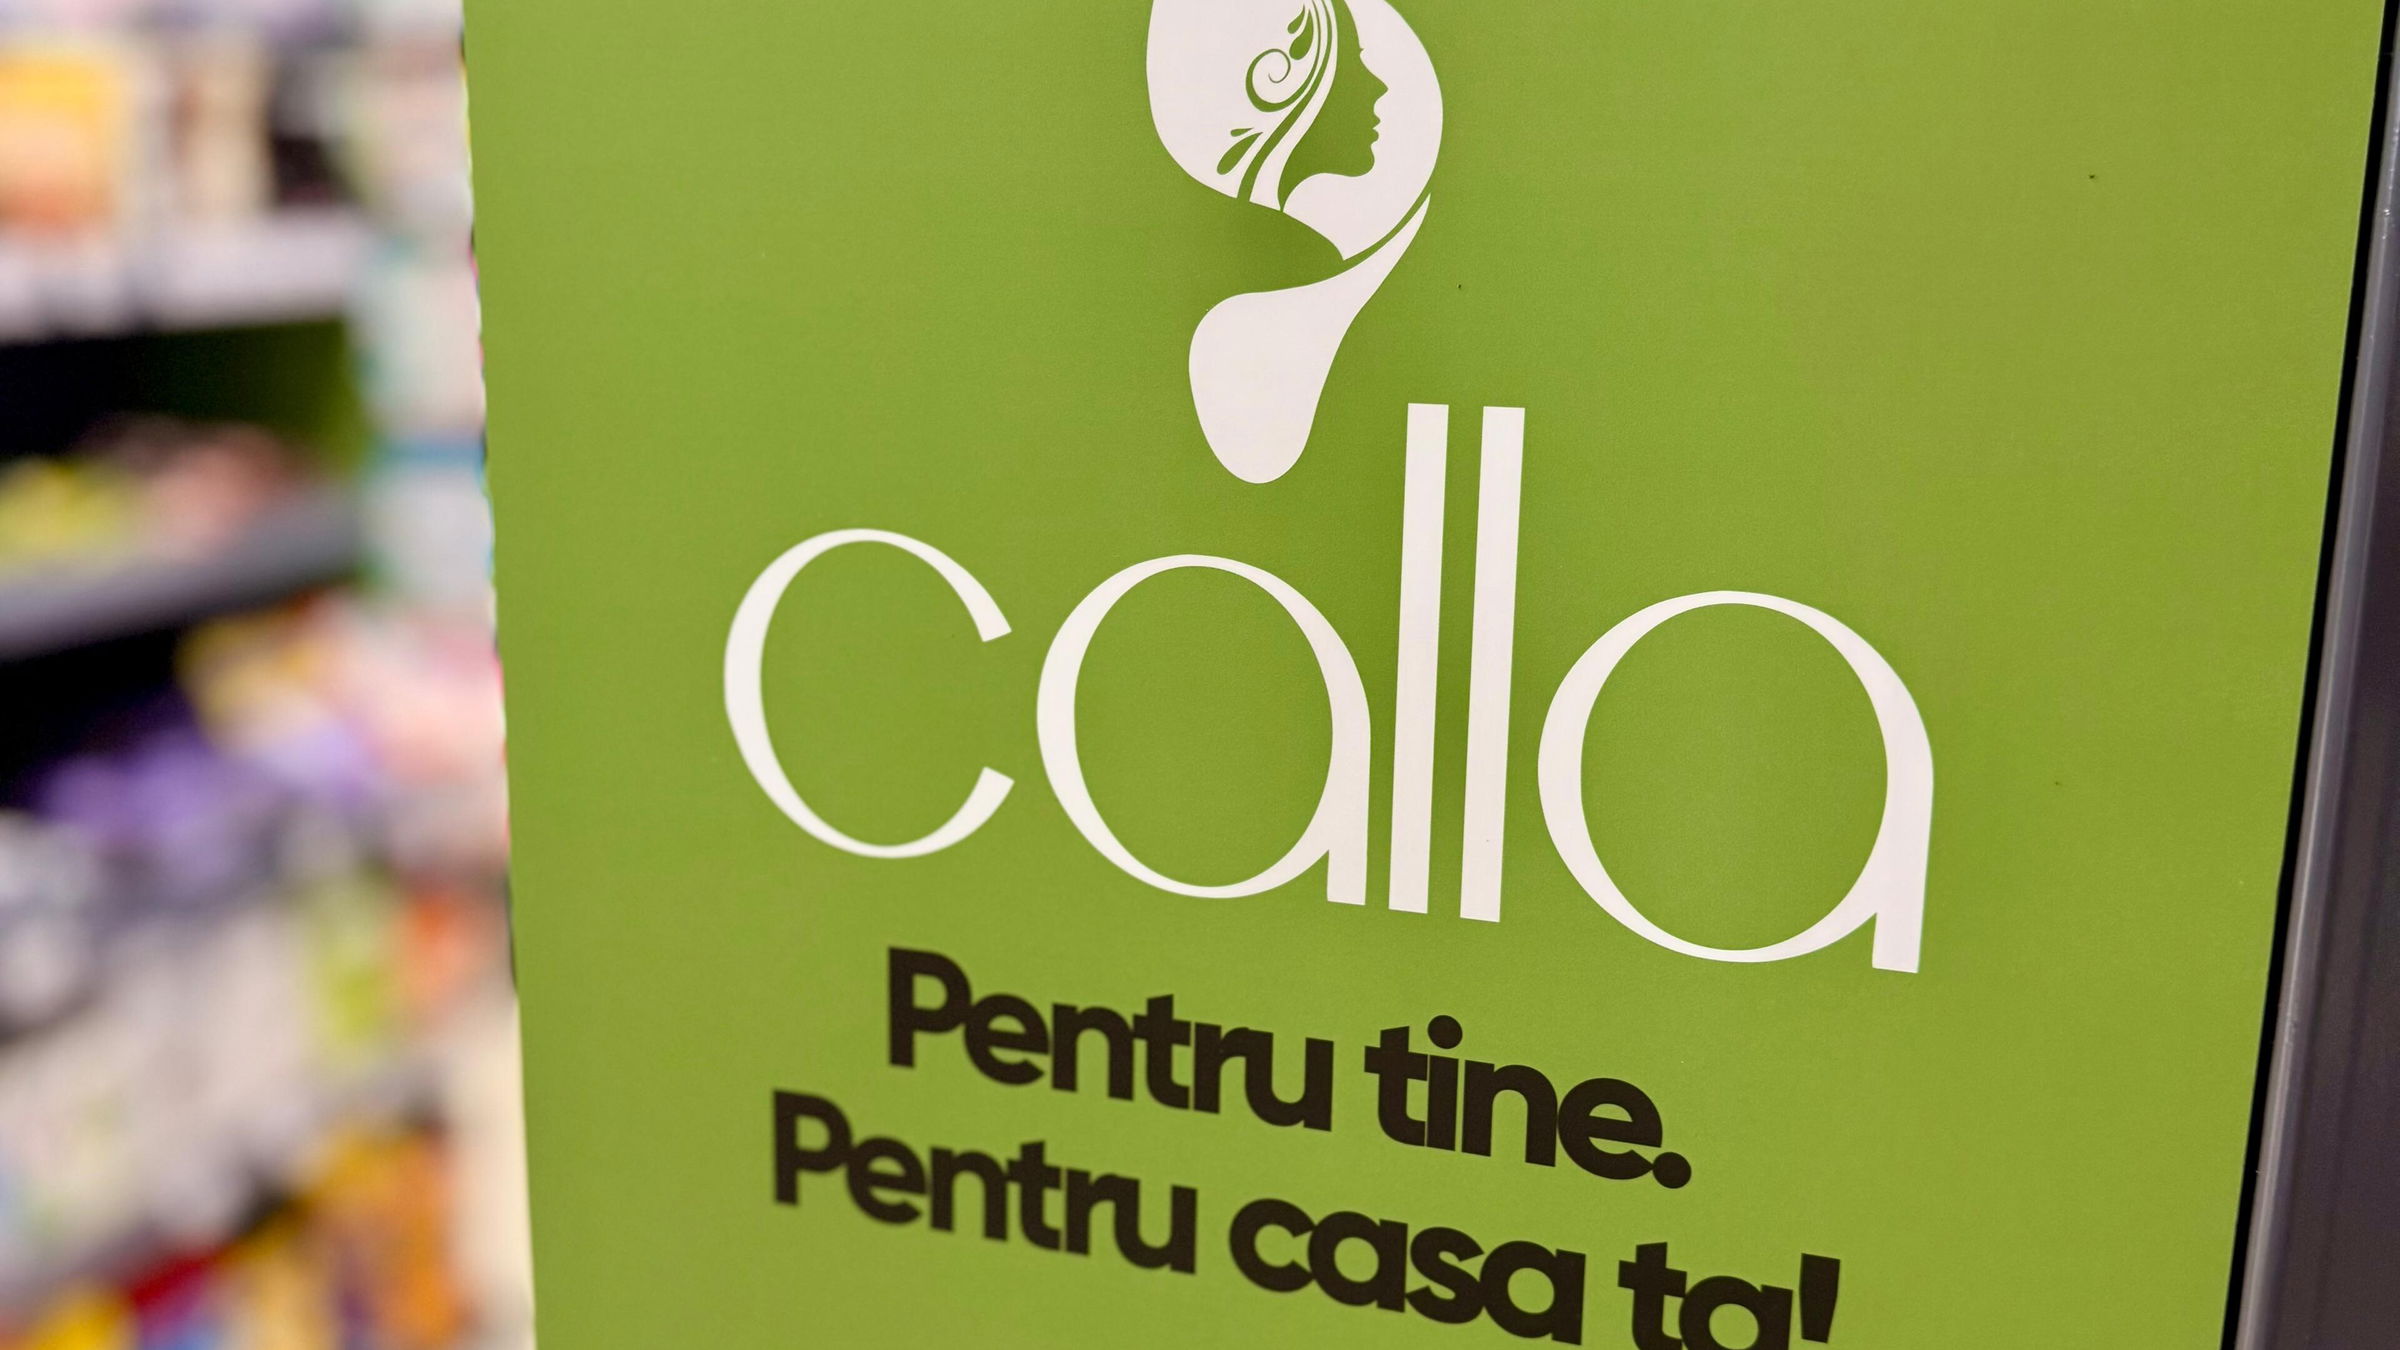 calla
Pentru tine.
Pentru casa ta'